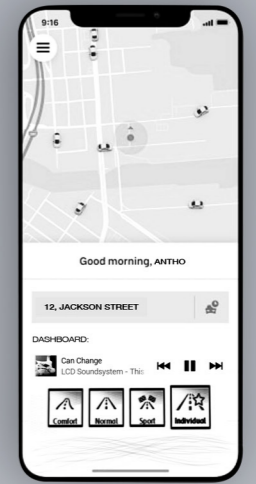 9:16
Good morning, ANTHO
12, JACKSON STREET
DASHBOARD:
Can Change
LCD Soundsystem - This
Comfort
Normal
Sport
Individual